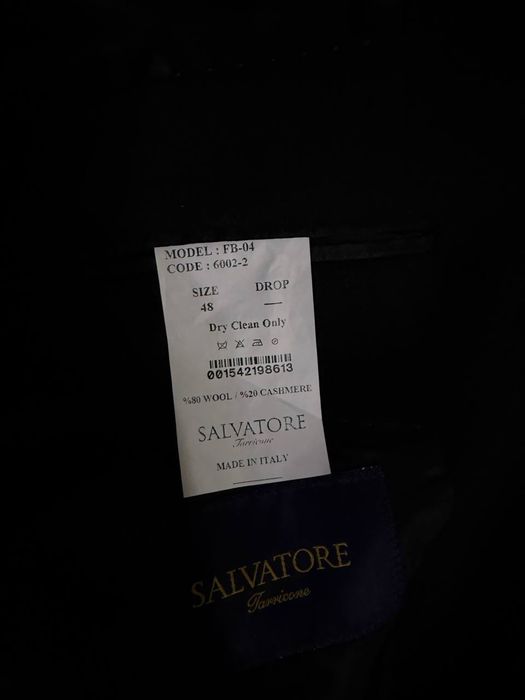 MODEL : FB-04
CODE : 6002-2
SIZE DROP
48 —
Dry Clean Only
001542198613
%80 WOOL / %20 CASHMERE
SALVATORE
Tarricone
MADE IN ITALY
SALVATORE
Tarricone